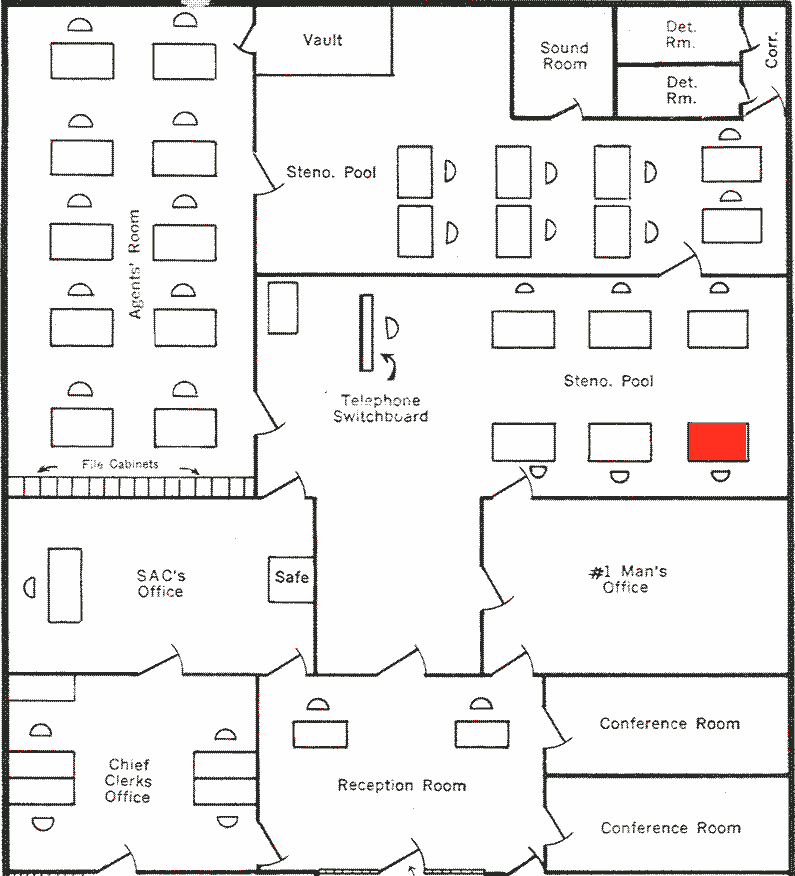 Vault
Sound
Room
Det.
Rm.
Det.
Rm.
Corr.
Steno. Pool
Agents' Room
Telephone
Switchboard
Steno. Pool
File Cabinets
SAC's
Office
Safe
#1 Man's
Office
Chief
Clerks
Office
Reception Room
Conference Room
Conference Room